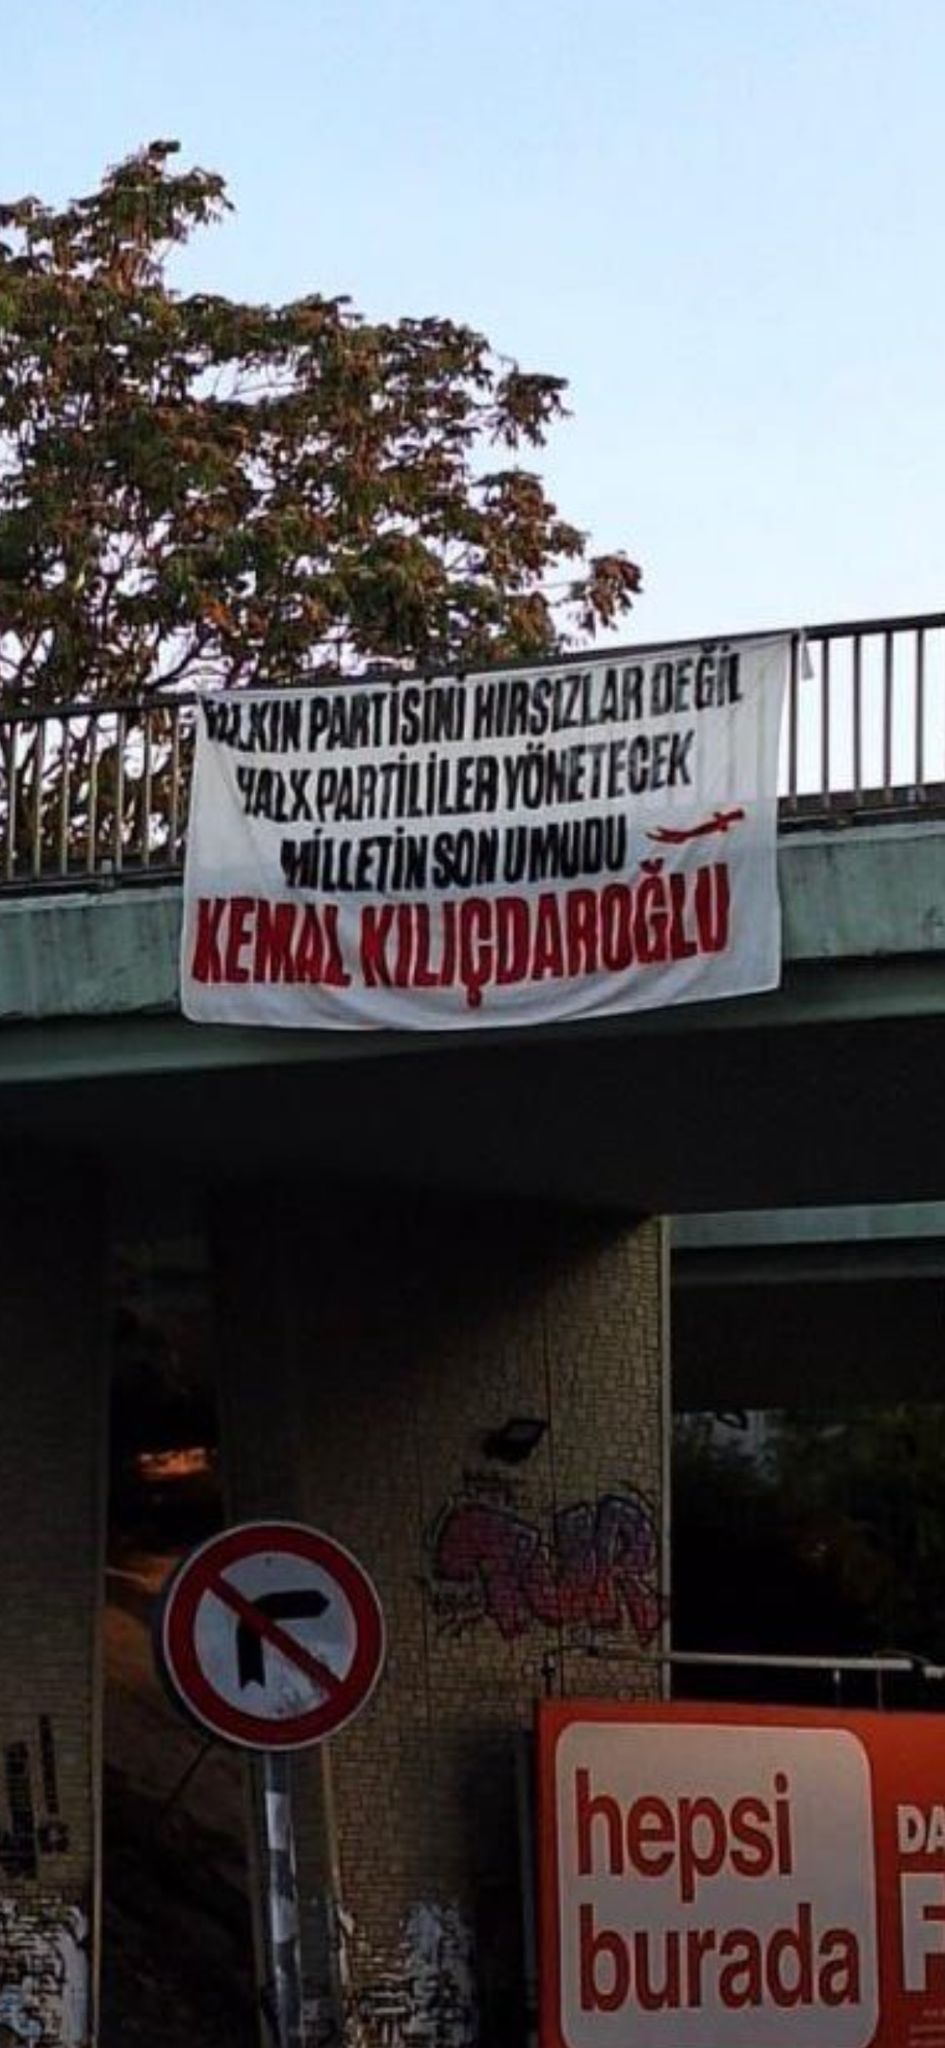 HALKIN PARTİSİNİ HIRSIZLAR DEĞİL
HALK PARTİLİLER YÖNETECEK
MİLLETİN SON UMUDU
KEMAL KILIÇDAROĞLU
hepsi
burada
DA
F